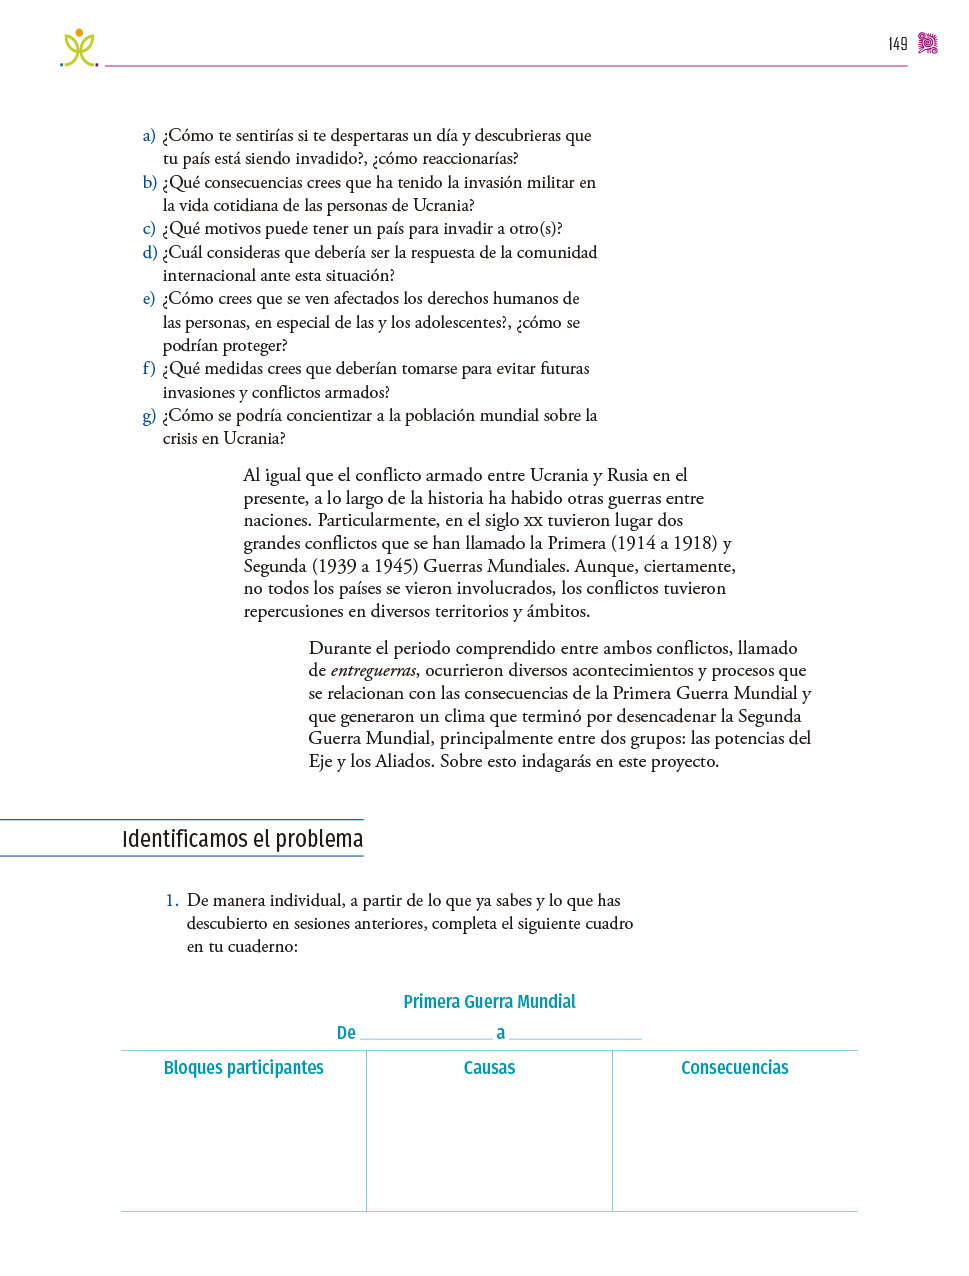 149
a) ¿Cómo te sentirías si te despertaras un día y descubrieras que
tu país está siendo invadido?, ¿cómo reaccionarías?
b) ¿Qué consecuencias crees que ha tenido la invasión militar en
la vida cotidiana de las personas de Ucrania?
c) ¿Qué motivos puede tener un país para invadir a otro(s)?
d) ¿Cuál consideras que debería ser la respuesta de la comunidad
internacional ante esta situación?
e) ¿Cómo crees que se ven afectados los derechos humanos de
las personas, en especial de las y los adolescentes?, ¿cómo se
podrían proteger?
f) ¿Qué medidas crees que deberían tomarse para evitar futuras
invasiones y conflictos armados?
g) ¿Cómo se podría concientizar a la población mundial sobre la
crisis en Ucrania?
Al igual que el conflicto armado entre Ucrania y Rusia en el
presente, a lo largo de la historia ha habido otras guerras entre
naciones. Particularmente, en el siglo XX tuvieron lugar dos
grandes conflictos que se han llamado la Primera (1914 a 1918) y
Segunda (1939 a 1945) Guerras Mundiales. Aunque, ciertamente,
no todos los países se vieron involucrados, los conflictos tuvieron
repercusiones en diversos territorios y ámbitos.
Durante el periodo comprendido entre ambos conflictos, llamado
de entreguerras, ocurrieron diversos acontecimientos y procesos que
se relacionan con las consecuencias de la Primera Guerra Mundial y
que generaron un clima que terminó por desencadenar la Segunda
Guerra Mundial, principalmente entre dos grupos: las potencias del
Eje y los Aliados. Sobre esto indagarás en este proyecto.
Identificamos el problema
1. De manera individual, a partir de lo que ya sabes y lo que has
descubierto en sesiones anteriores, completa el siguiente cuadro
en tu cuaderno:
Primera Guerra Mundial
De ______________ a ______________
Bloques participantes
Causas
Consecuencias